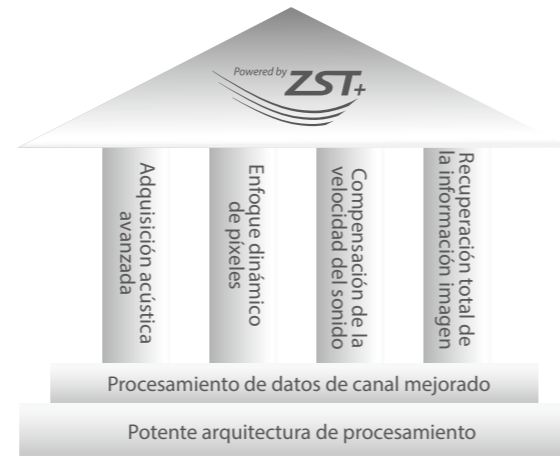 Powered by ZST+
Adquisición acústica
avanzada
Enfoque dinámico
de píxeles
Compensación de la
velocidad del sonido
Recuperación total de
la información imagen
Procesamiento de datos de canal mejorado
Potente arquitectura de procesamiento